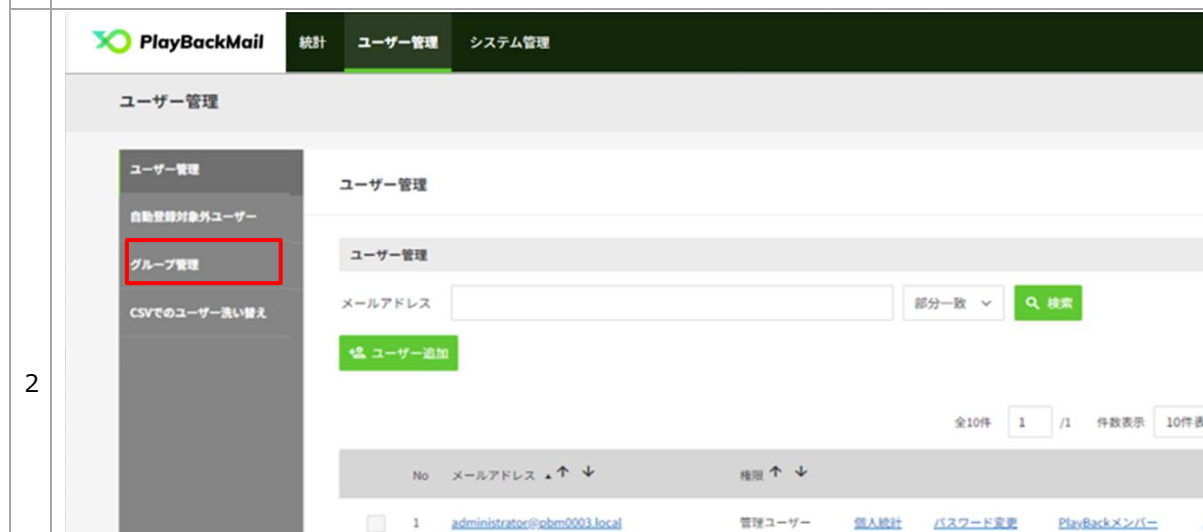 PlayBackMail 統計 ユーザー管理 システム管理
ユーザー管理
ユーザー管理
自動登録対象外ユーザー
グループ管理
CSVでのユーザー洗い替え
2
ユーザー管理
ユーザー管理
メールアドレス 部分一致 検索
ユーザー追加
全10件 1 /1 件数表示 10件表
No メールアドレス ▲↑ ↓ 権限 ↑ ↓
1 administrator@pbm0003.local 管理ユーザー 個人統計 パスワード変更 PlayBackメンバー